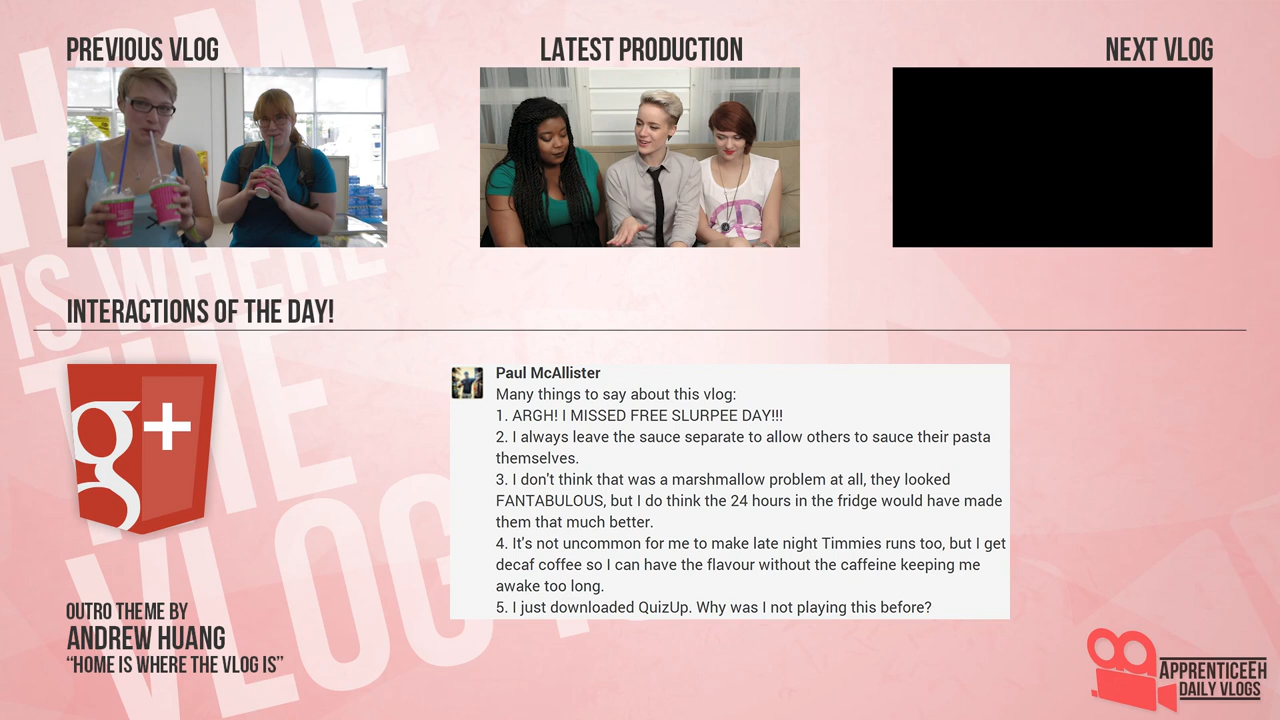 PREVIOUS VLOG
LATEST PRODUCTION
NEXT VLOG
INTERACTIONS OF THE DAY!
g+
Paul McAllister
Many things to say about this vlog:
1. ARGH! I MISSED FREE SLURPEE DAY!!!
2. I always leave the sauce separate to allow others to sauce their pasta
themselves.
3. I don't think that was a marshmallow problem at all, they looked
FANTABULOUS, but I do think the 24 hours in the fridge would have made
them that much better.
4. It's not uncommon for me to make late night Timmies runs too, but I get
decaf coffee so I can have the flavour without the caffeine keeping me
awake too long.
5. I just downloaded QuizUp. Why was I not playing this before?
OUTRO THEME BY
ANDREW HUANG
“HOME IS WHERE THE VLOG IS”
APPRENTICEEH
DAILY VLOGS
HOME
IS WHERE
THE
VLOG IS